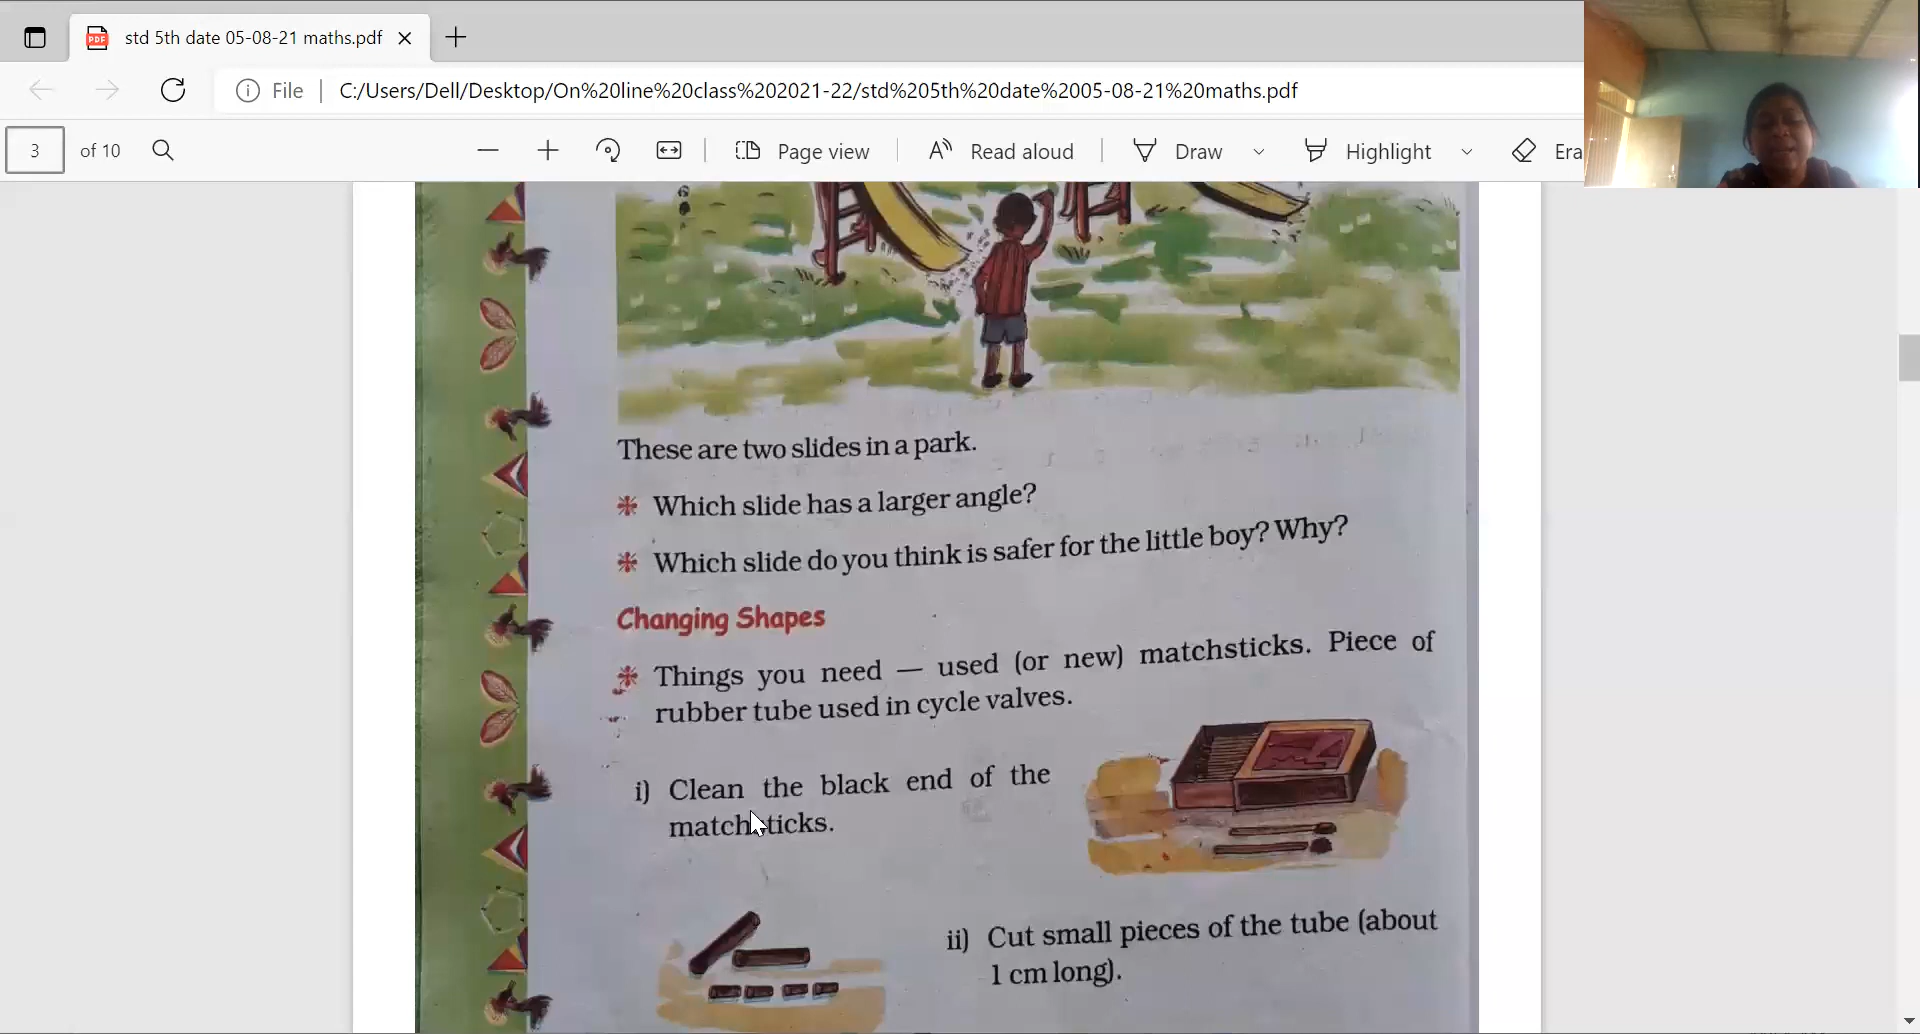 std 5th date 05-08-21 maths.pdf
File C:/Users/Dell/Desktop/On%20line%20class%202021-22/std%205th%20date%2005-08-21%20maths.pdf
3 of 10 Page view Read aloud Draw Highlight Era
These are two slides in a park.
Which slide has a larger angle?
Which slide do you think is safer for the little boy? Why?
Changing Shapes
Things you need — used (or new) matchsticks. Piece of
rubber tube used in cycle valves.
i) Clean the black end of the
matchsticks.
ii) Cut small pieces of the tube (about
1 cm long).